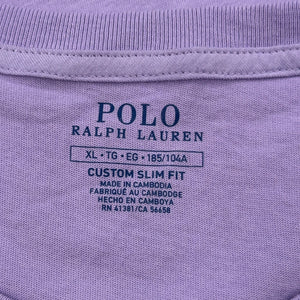 POLO
RALPH LAUREN
XL • TG • EG • 185/104A
CUSTOM SLIM FIT
MADE IN CAMBODIA
FABRIQUÉ AU CAMBODGE
HECHO EN CAMBOYA
RN 41381/CA 56658